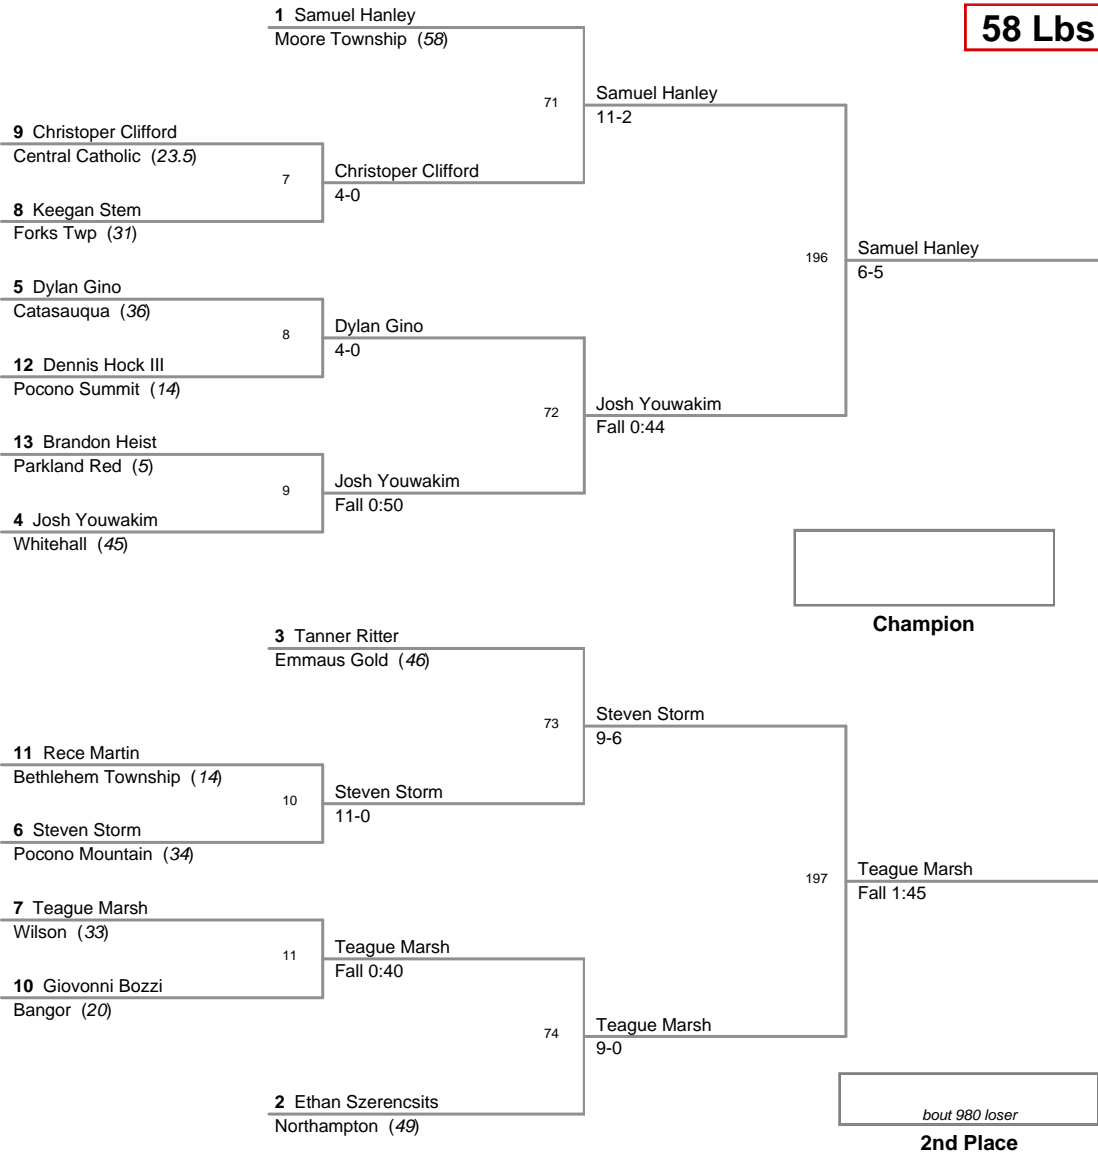 1 Samuel Hanley
Moore Township (58)
58 Lbs
71
Samuel Hanley
11-2
9 Christoper Clifford
Central Catholic (23.5)
7
Christoper Clifford
4-0
8 Keegan Stem
Forks Twp (31)
196
Samuel Hanley
6-5
5 Dylan Gino
Catasauqua (36)
8
Dylan Gino
4-0
12 Dennis Hock III
Pocono Summit (14)
72
Josh Youwakim
Fall 0:44
13 Brandon Heist
Parkland Red (5)
9
Josh Youwakim
Fall 0:50
4 Josh Youwakim
Whitehall (45)
Champion
3 Tanner Ritter
Emmaus Gold (46)
73
Steven Storm
9-6
11 Rece Martin
Bethlehem Township (14)
10
Steven Storm
11-0
6 Steven Storm
Pocono Mountain (34)
197
Teague Marsh
Fall 1:45
7 Teague Marsh
Wilson (33)
11
Teague Marsh
Fall 0:40
10 Giovonni Bozzi
Bangor (20)
74
Teague Marsh
9-0
2 Ethan Szerencsits
Northampton (49)
bout 980 loser
2nd Place